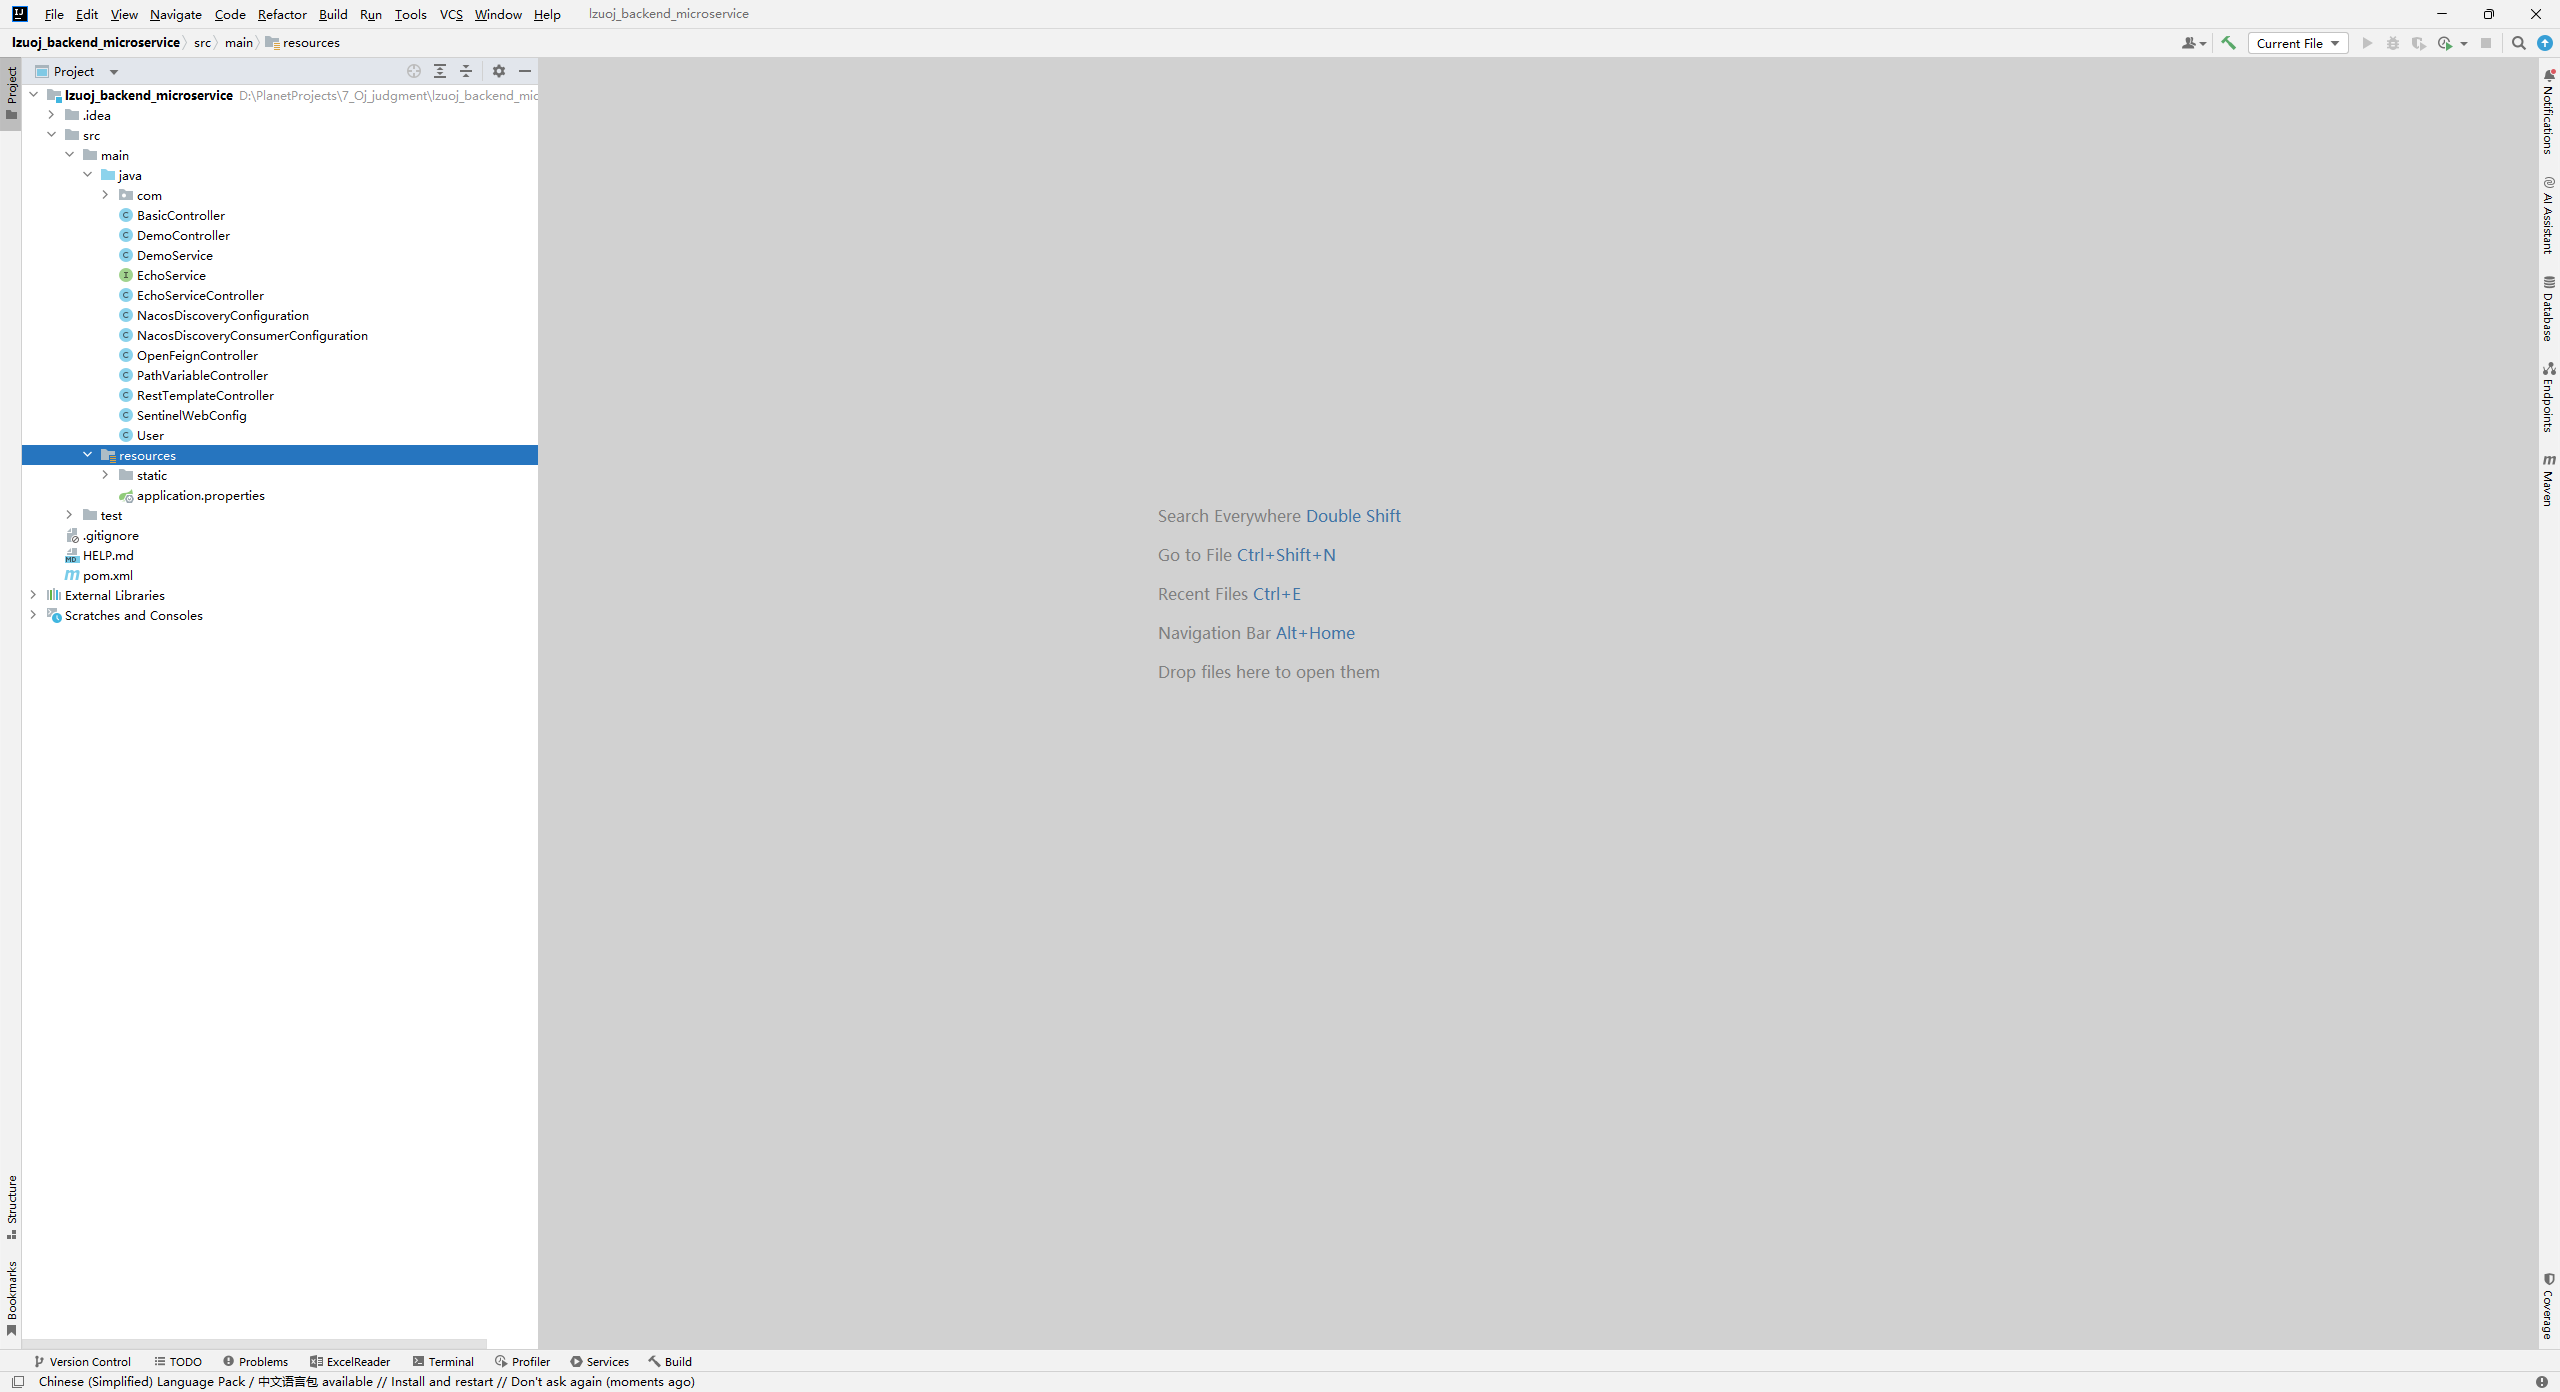 File Edit View Navigate Code Refactor Build Run Tools VCS Window Help lzuoj_backend_microservice
lzuoj_backend_microservice src main resources
Current File
Project
Project
lzuoj_backend_microservice D:\PlanetProjects\7_Oj_judgment\lzuoj_backend_mic
.idea
src
main
java
com
BasicController
DemoController
DemoService
EchoService
EchoServiceController
NacosDiscoveryConfiguration
NacosDiscoveryConsumerConfiguration
OpenFeignController
PathVariableController
RestTemplateController
SentinelWebConfig
User
resources
static
application.properties
test
.gitignore
HELP.md
pom.xml
External Libraries
Scratches and Consoles
Structure
Bookmarks
Search Everywhere Double Shift
Go to File Ctrl+Shift+N
Recent Files Ctrl+E
Navigation Bar Alt+Home
Drop files here to open them
Notifications
AI Assistant
Database
Endpoints
Maven
Coverage
Version Control TODO Problems ExcelReader Terminal Profiler Services Build
Chinese (Simplified) Language Pack / 中文语言包 available // Install and restart // Don't ask again (moments ago)